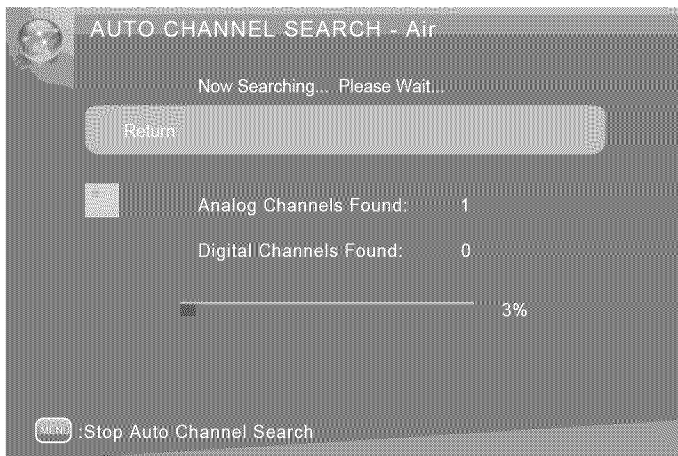 AUTO CHANNEL SEARCH - Air
Now Searching... Please Wait...
Return
Analog Channels Found: 1
Digital Channels Found: 0
3%
MENU :Stop Auto Channel Search